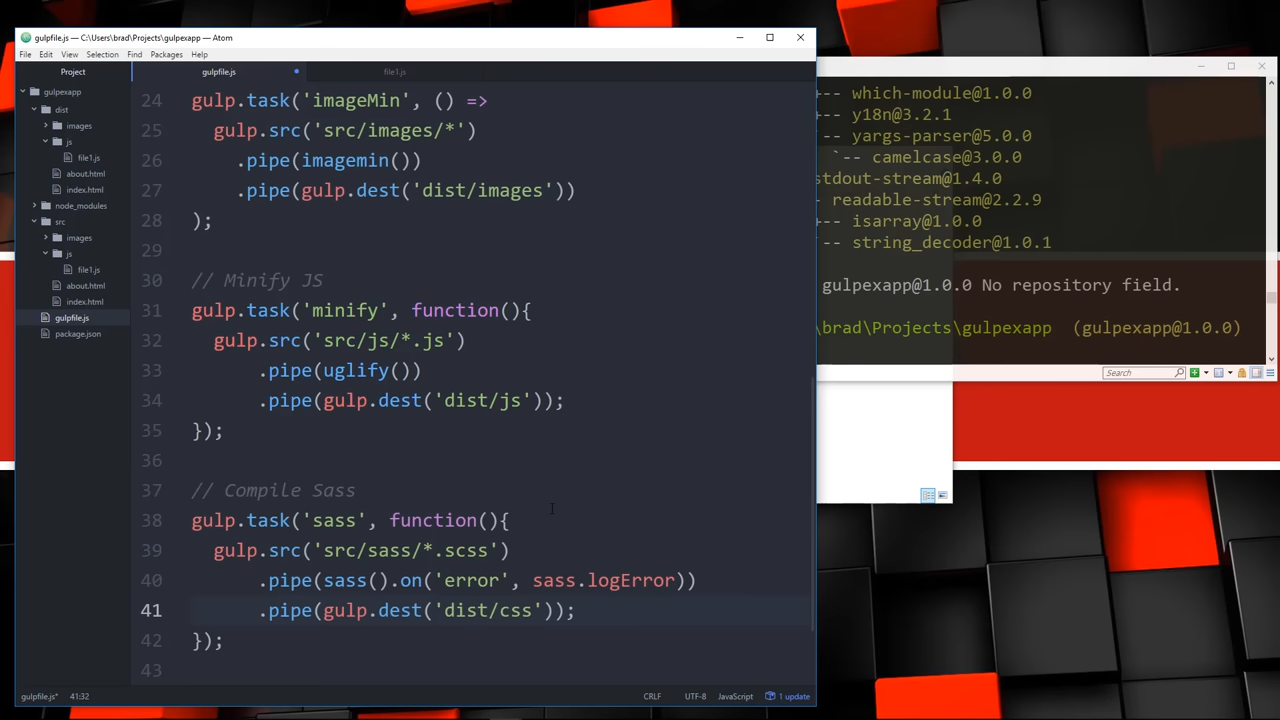 gulpfile.js — C:\Users\brad\Projects\gulpexapp — Atom
File Edit View Selection Find Packages Help
Project
gulpfile.js
file1.js
gulpexapp
dist
images
js
file1.js
about.html
index.html
node_modules
src
images
js
file1.js
about.html
index.html
gulpfile.js
package.json
24 gulp.task('imageMin', () =>
25 gulp.src('src/images/*')
26 .pipe(imagemin())
27 .pipe(gulp.dest('dist/images'))
28 );
29
30 // Minify JS
31 gulp.task('minify', function(){
32 gulp.src('src/js/*.js')
33 .pipe(uglify())
34 .pipe(gulp.dest('dist/js'));
35 });
36
37 // Compile Sass
38 gulp.task('sass', function(){
39 gulp.src('src/sass/*.scss')
40 .pipe(sass().on('error', sass.logError))
41 .pipe(gulp.dest('dist/css'));
42 });
43
gulpfile.js* 41:32 CRLF UTF-8 JavaScript 1 update
-- which-module@1.0.0
-- y18n@3.2.1
-- yargs-parser@5.0.0
`-- camelcase@3.0.0
stdout-stream@1.4.0
readable-stream@2.2.9
-- isarray@1.0.0
- string_decoder@1.0.1
gulpexapp@1.0.0 No repository field.
\brad\Projects\gulpexapp (gulpexapp@1.0.0)
Search